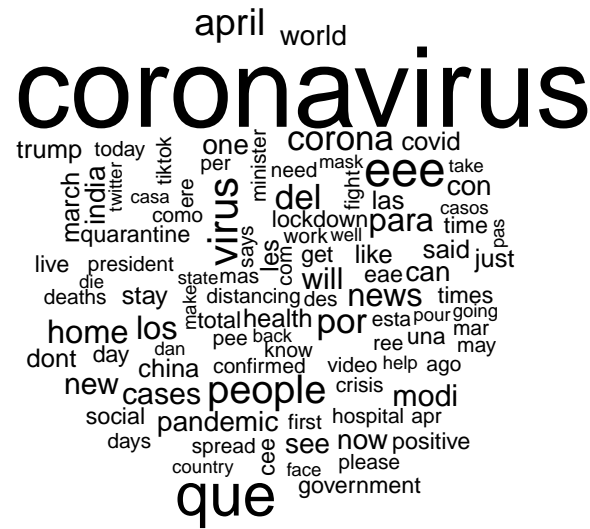 april world
coronavirus
corona covid
trump today tiktok one minister
per need mask eee take
march india twitter casa ere virus del fight las con casos
como lockdown para time pas
quarantine says les work well
com get like said just
live president will eae can
die state mas
deaths stay make distancing des news times
home los total health por esta pour going
pee back ree una mar
dont day dan know may
china confirmed video help ago
new cases people crisis modi
social pandemic first hospital apr
days spread cee see now positive
country face please
que government